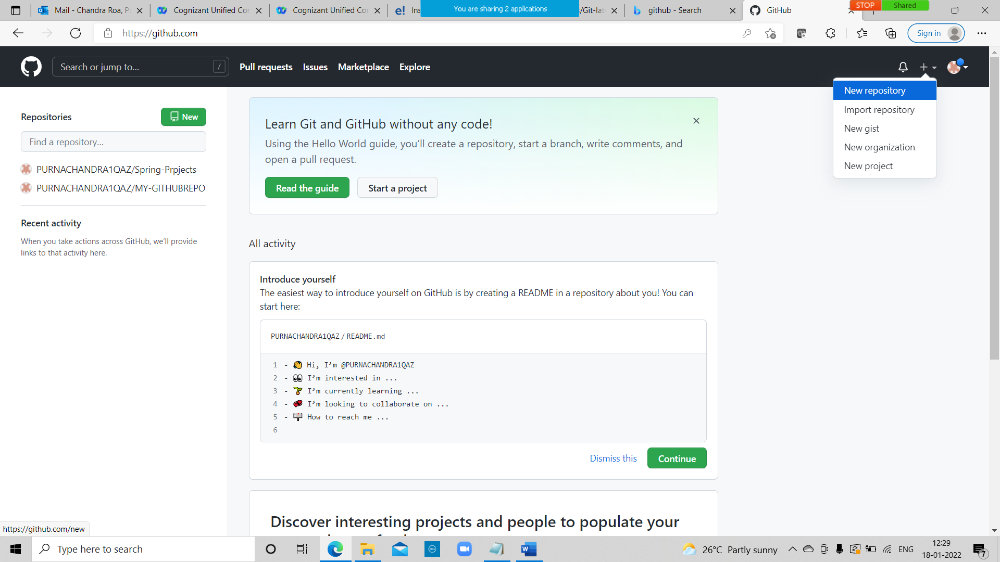 Mail - Chandra Roa, P
Cognizant Unified Cor
Cognizant Unified Cor
Ins
You are sharing 2 applications
/Git-late
github - Search
GitHub
STOP
Shared
https://github.com
Sign in
Search or jump to...
/
Pull requests
Issues
Marketplace
Explore
New repository
Import repository
New gist
New organization
New project
Repositories
New
Find a repository...
PURNACHANDRA1QAZ/Spring-Prpjects
PURNACHANDRA1QAZ/MY-GITHUBREPO
Recent activity
When you take actions across GitHub, we’ll provide
links to that activity here.
Learn Git and GitHub without any code!
Using the Hello World guide, you’ll create a repository, start a branch, write comments, and
open a pull request.
Read the guide
Start a project
All activity
Introduce yourself
The easiest way to introduce yourself on GitHub is by creating a README in a repository about you! You can
start here:
PURNACHANDRA1QAZ / README.md
1 - 👋 Hi, I’m @PURNACHANDRA1QAZ
2 - 👀 I’m interested in ...
3 - 🌱 I’m currently learning ...
4 - 💞️ I’m looking to collaborate on ...
5 - 📫 How to reach me ...
6
Dismiss this
Continue
Discover interesting projects and people to populate your
https://github.com/new
Type here to search
26°C Partly sunny
ENG
12:29
18-01-2022
7